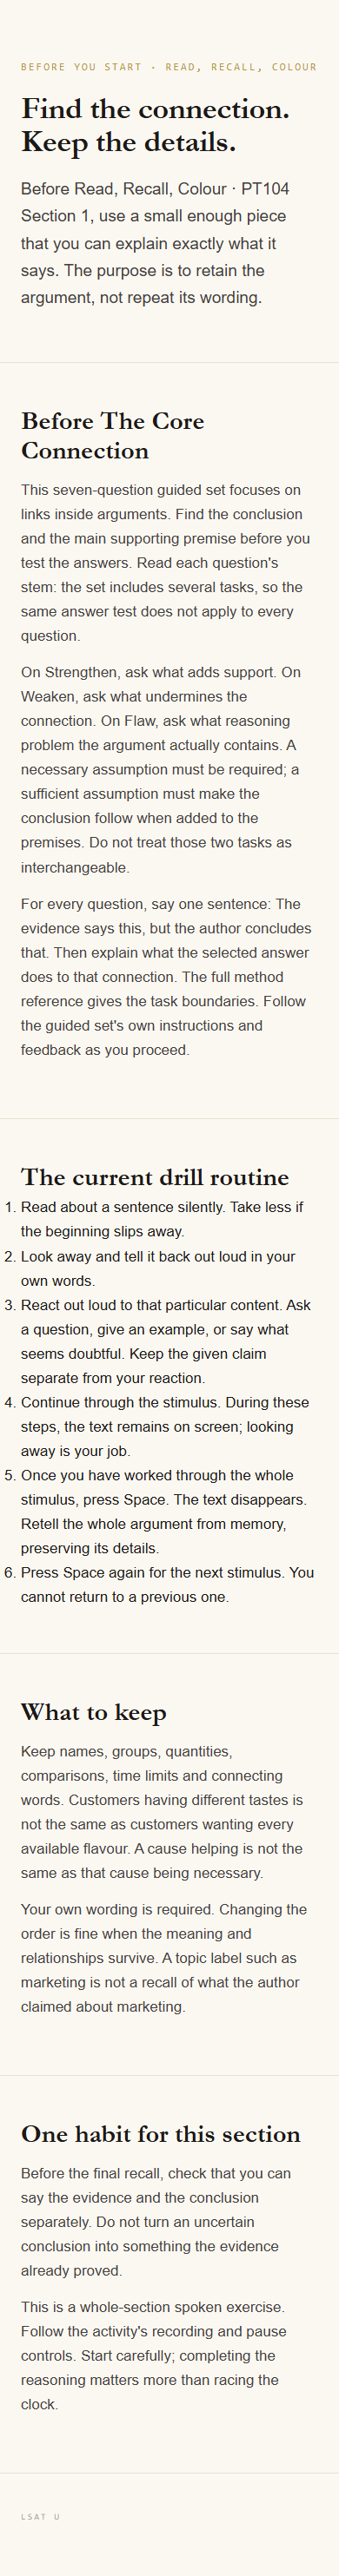 BEFORE YOU START · READ, RECALL, COLOUR
Find the connection.
Keep the details.
Before Read, Recall, Colour · PT104
Section 1, use a small enough piece
that you can explain exactly what it
says. The purpose is to retain the
argument, not repeat its wording.
Before The Core
Connection
This seven-question guided set focuses on
links inside arguments. Find the conclusion
and the main supporting premise before you
test the answers. Read each question's
stem: the set includes several tasks, so the
same answer test does not apply to every
question.
On Strengthen, ask what adds support. On
Weaken, ask what undermines the
connection. On Flaw, ask what reasoning
problem the argument actually contains. A
necessary assumption must be required; a
sufficient assumption must make the
conclusion follow when added to the
premises. Do not treat those two tasks as
interchangeable.
For every question, say one sentence: The
evidence says this, but the author concludes
that. Then explain what the selected answer
does to that connection. The full method
reference gives the task boundaries. Follow
the guided set's own instructions and
feedback as you proceed.
The current drill routine
1. Read about a sentence silently. Take less if
the beginning slips away.
2. Look away and tell it back out loud in your
own words.
3. React out loud to that particular content. Ask
a question, give an example, or say what
seems doubtful. Keep the given claim
separate from your reaction.
4. Continue through the stimulus. During these
steps, the text remains on screen; looking
away is your job.
5. Once you have worked through the whole
stimulus, press Space. The text disappears.
Retell the whole argument from memory,
preserving its details.
6. Press Space again for the next stimulus. You
cannot return to a previous one.
What to keep
Keep names, groups, quantities,
comparisons, time limits and connecting
words. Customers having different tastes is
not the same as customers wanting every
available flavour. A cause helping is not the
same as that cause being necessary.
Your own wording is required. Changing the
order is fine when the meaning and
relationships survive. A topic label such as
marketing is not a recall of what the author
claimed about marketing.
One habit for this section
Before the final recall, check that you can
say the evidence and the conclusion
separately. Do not turn an uncertain
conclusion into something the evidence
already proved.
This is a whole-section spoken exercise.
Follow the activity's recording and pause
controls. Start carefully; completing the
reasoning matters more than racing the
clock.
LSAT U